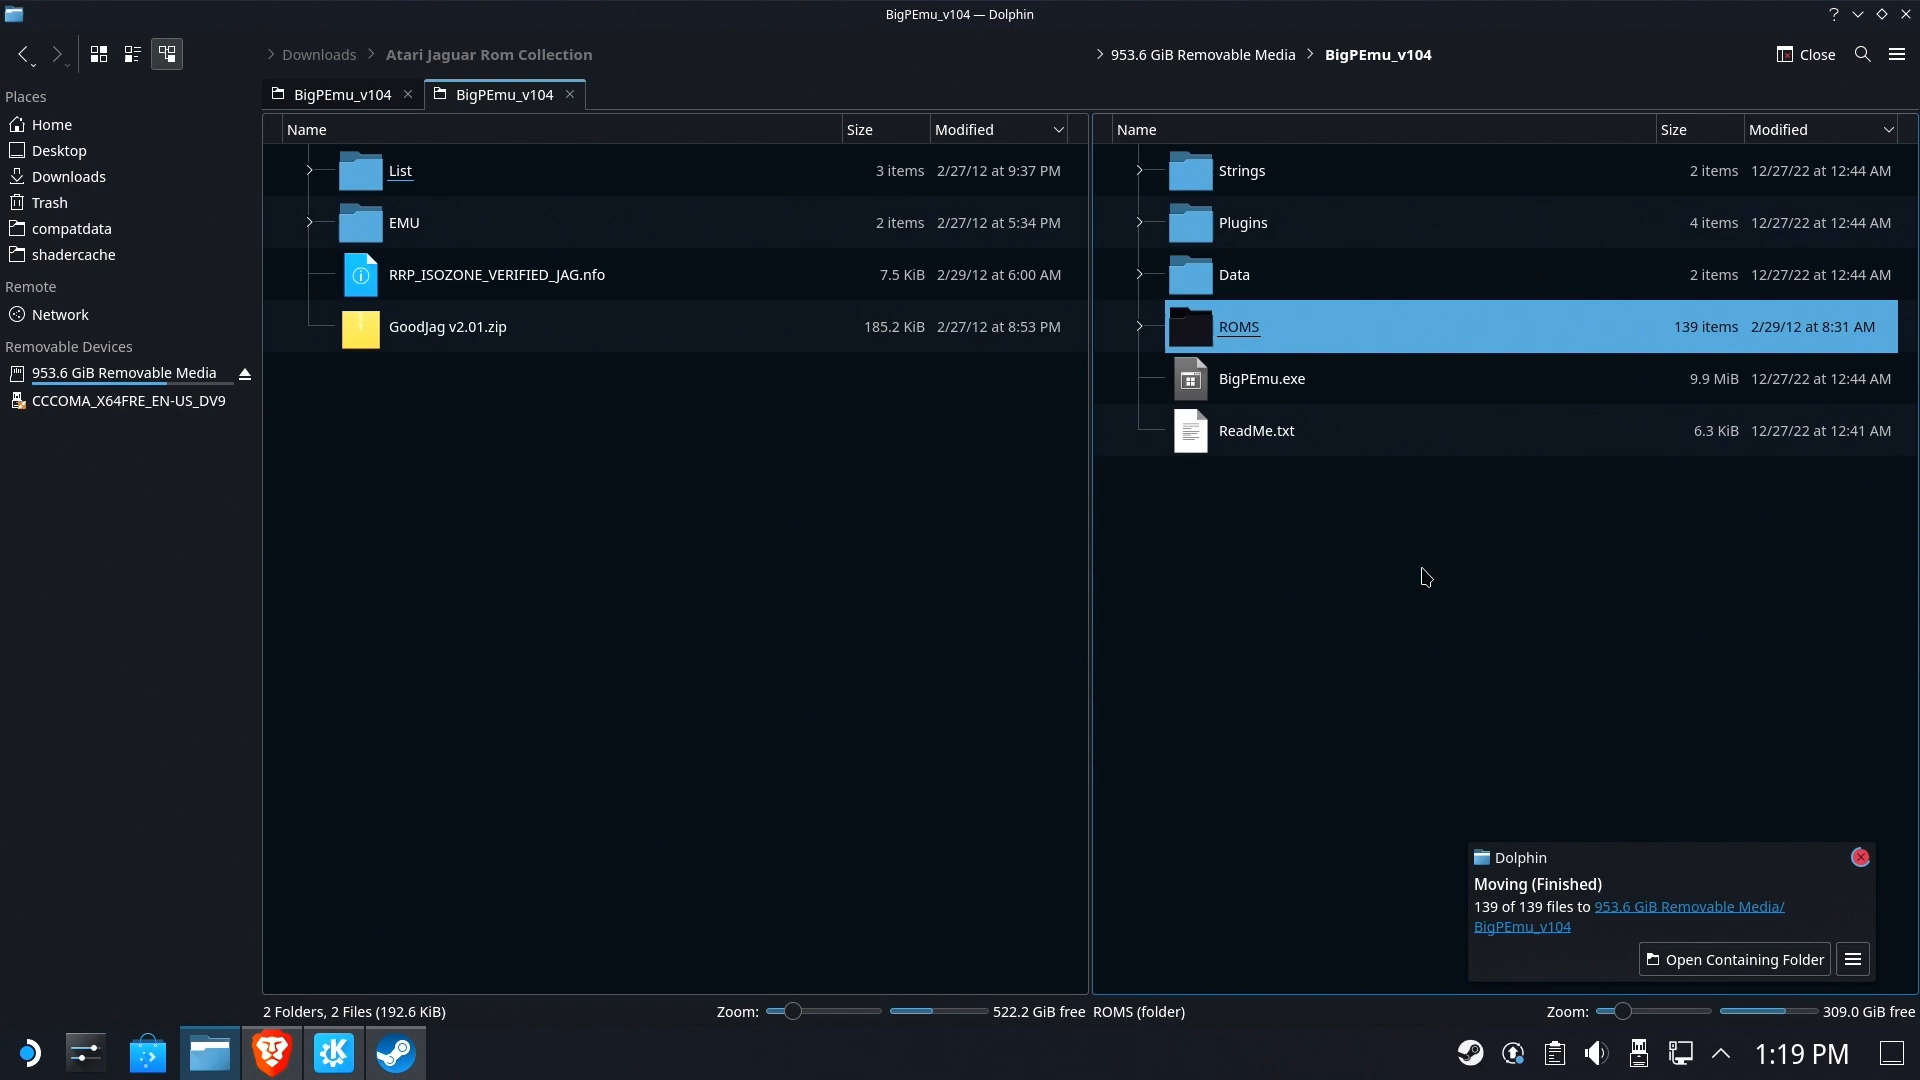 BigPEmu_v104 — Dolphin
Downloads
Atari Jaguar Rom Collection
953.6 GiB Removable Media
BigPEmu_v104
Close
Places
Home
Desktop
Downloads
Trash
compatdata
shadercache
Remote
Network
Removable Devices
953.6 GiB Removable Media
CCCOMA_X64FRE_EN-US_DV9
BigPEmu_v104
BigPEmu_v104
Name Size Modified
List 3 items 2/27/12 at 9:37 PM
EMU 2 items 2/27/12 at 5:34 PM
RRP_ISOZONE_VERIFIED_JAG.nfo 7.5 KiB 2/29/12 at 6:00 AM
GoodJag v2.01.zip 185.2 KiB 2/27/12 at 8:53 PM
Name Size Modified
Strings 2 items 12/27/22 at 12:44 AM
Plugins 4 items 12/27/22 at 12:44 AM
Data 2 items 12/27/22 at 12:44 AM
ROMS 139 items 2/29/12 at 8:31 AM
BigPEmu.exe 9.9 MiB 12/27/22 at 12:44 AM
ReadMe.txt 6.3 KiB 12/27/22 at 12:41 AM
Dolphin
Moving (Finished)
139 of 139 files to 953.6 GiB Removable Media/
BigPEmu_v104
Open Containing Folder
2 Folders, 2 Files (192.6 KiB) Zoom: 522.2 GiB free
ROMS (folder) Zoom: 309.0 GiB free
1:19 PM